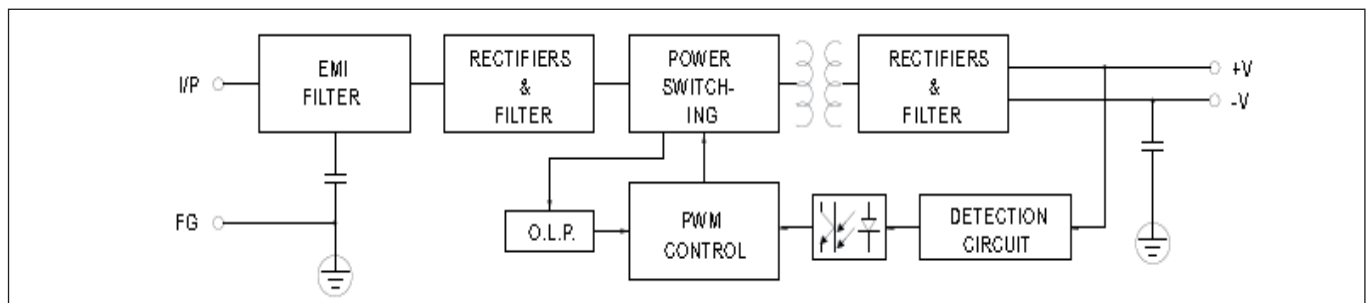 I/P
EMI
FILTER
RECTIFIERS
&
FILTER
POWER
SWITCH-
ING
RECTIFIERS
&
FILTER
+V
-V
FG
O.L.P.
PWM
CONTROL
DETECTION
CIRCUIT